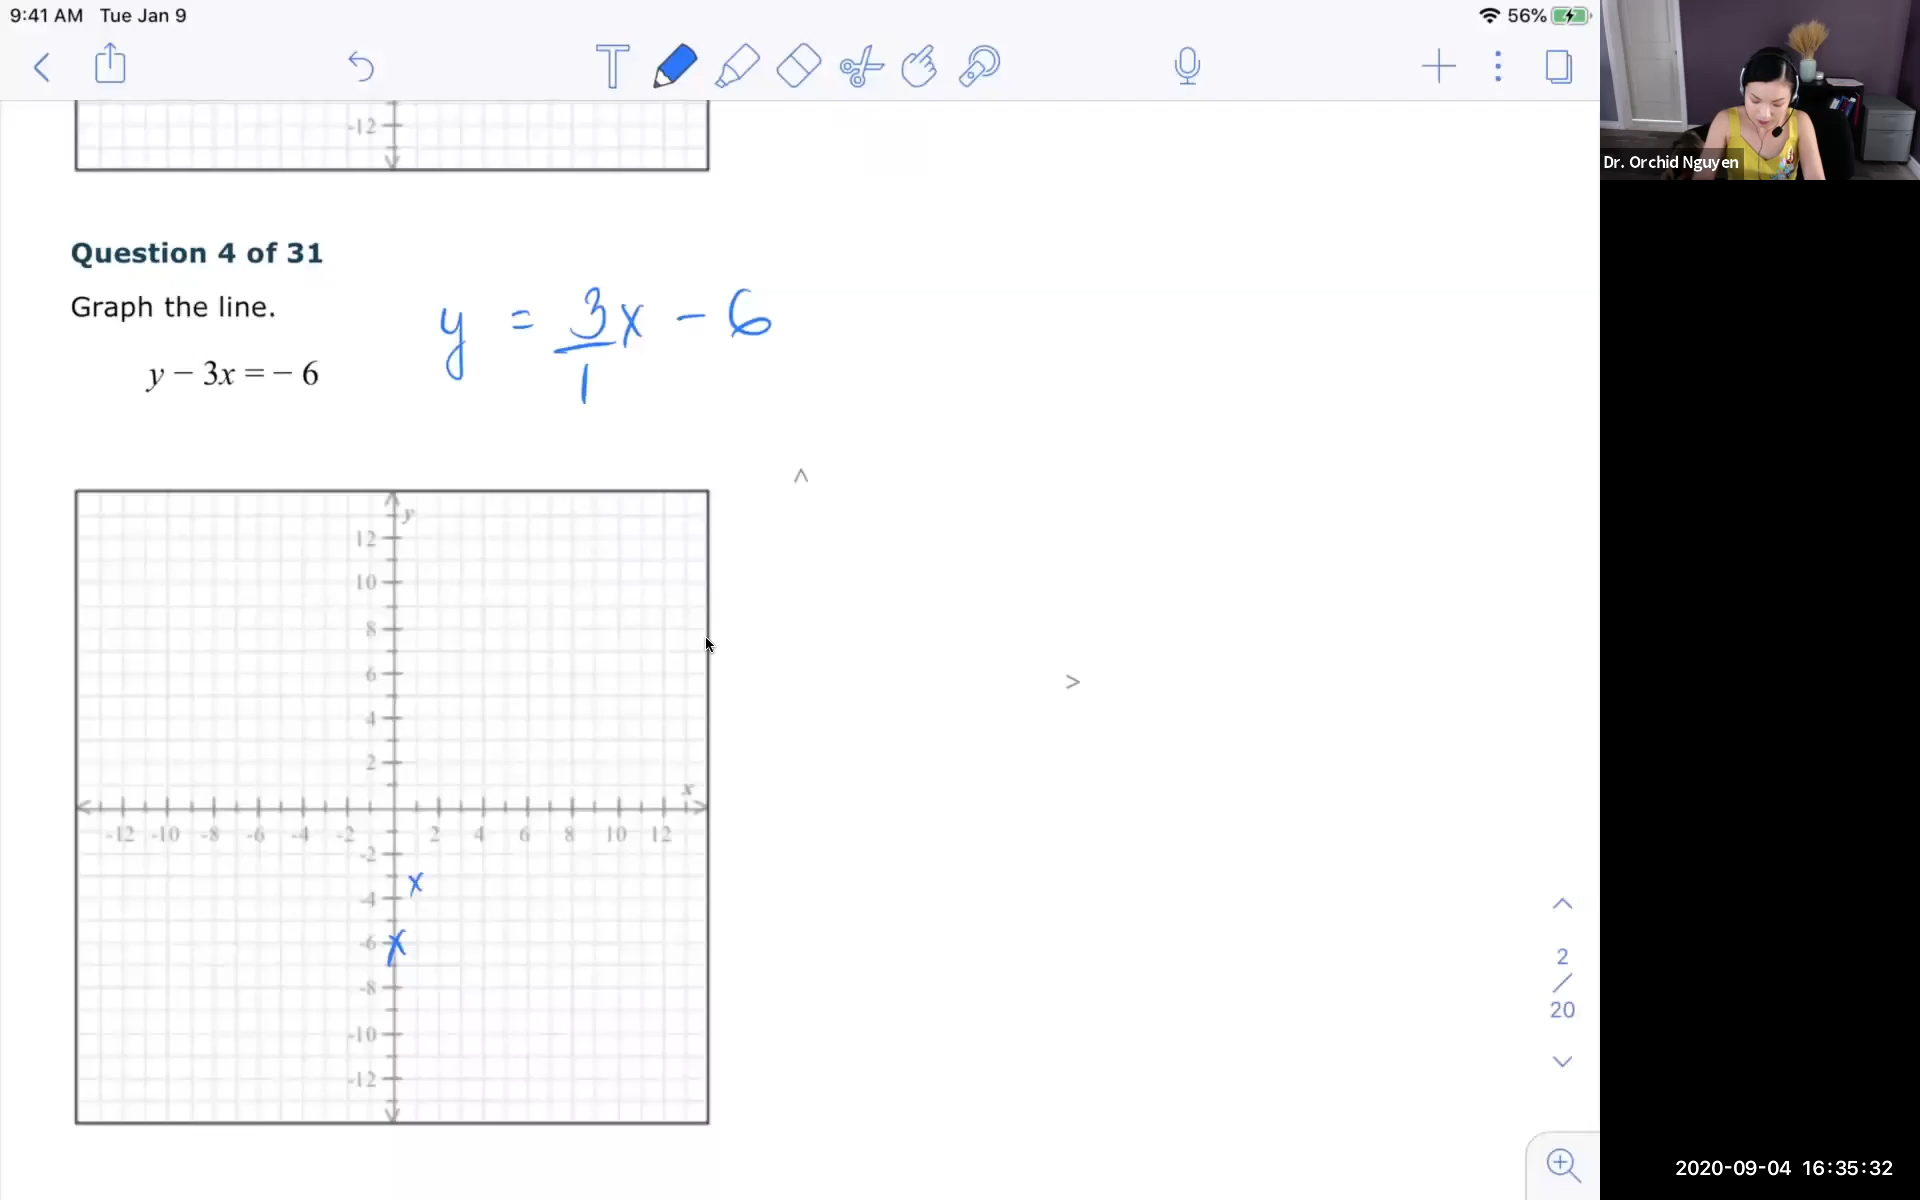 9:41 AM Tue Jan 9
56%
T
-12
Question 4 of 31
Graph the line.
y − 3x = − 6
y = 3/1 x − 6
y
12
10
8
6
4
2
x
-12 -10 -8 -6 -4 -2 2 4 6 8 10 12
-2
x
-4
-6 x
-8
-10
-12
^
>
2
/
20
Dr. Orchid Nguyen
2020-09-04 16:35:32